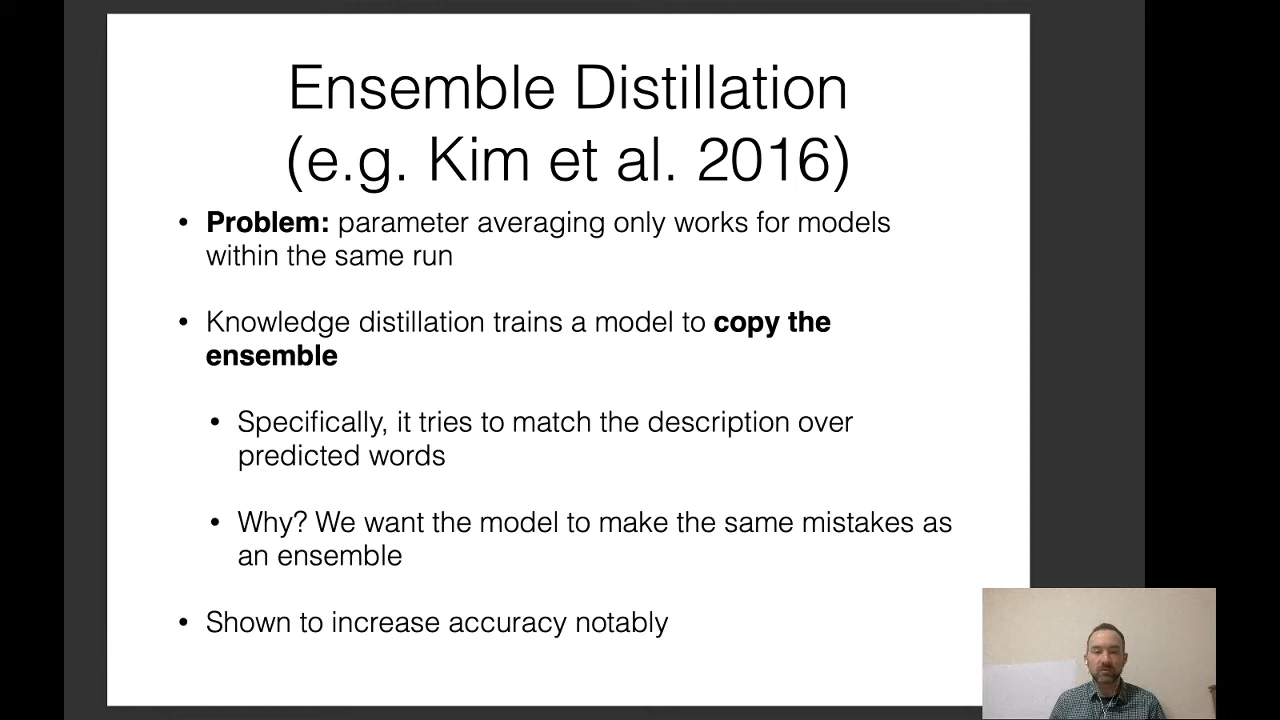 Ensemble Distillation
(e.g. Kim et al. 2016)
• Problem: parameter averaging only works for models
within the same run
• Knowledge distillation trains a model to copy the
ensemble
• Specifically, it tries to match the description over
predicted words
• Why? We want the model to make the same mistakes as
an ensemble
• Shown to increase accuracy notably